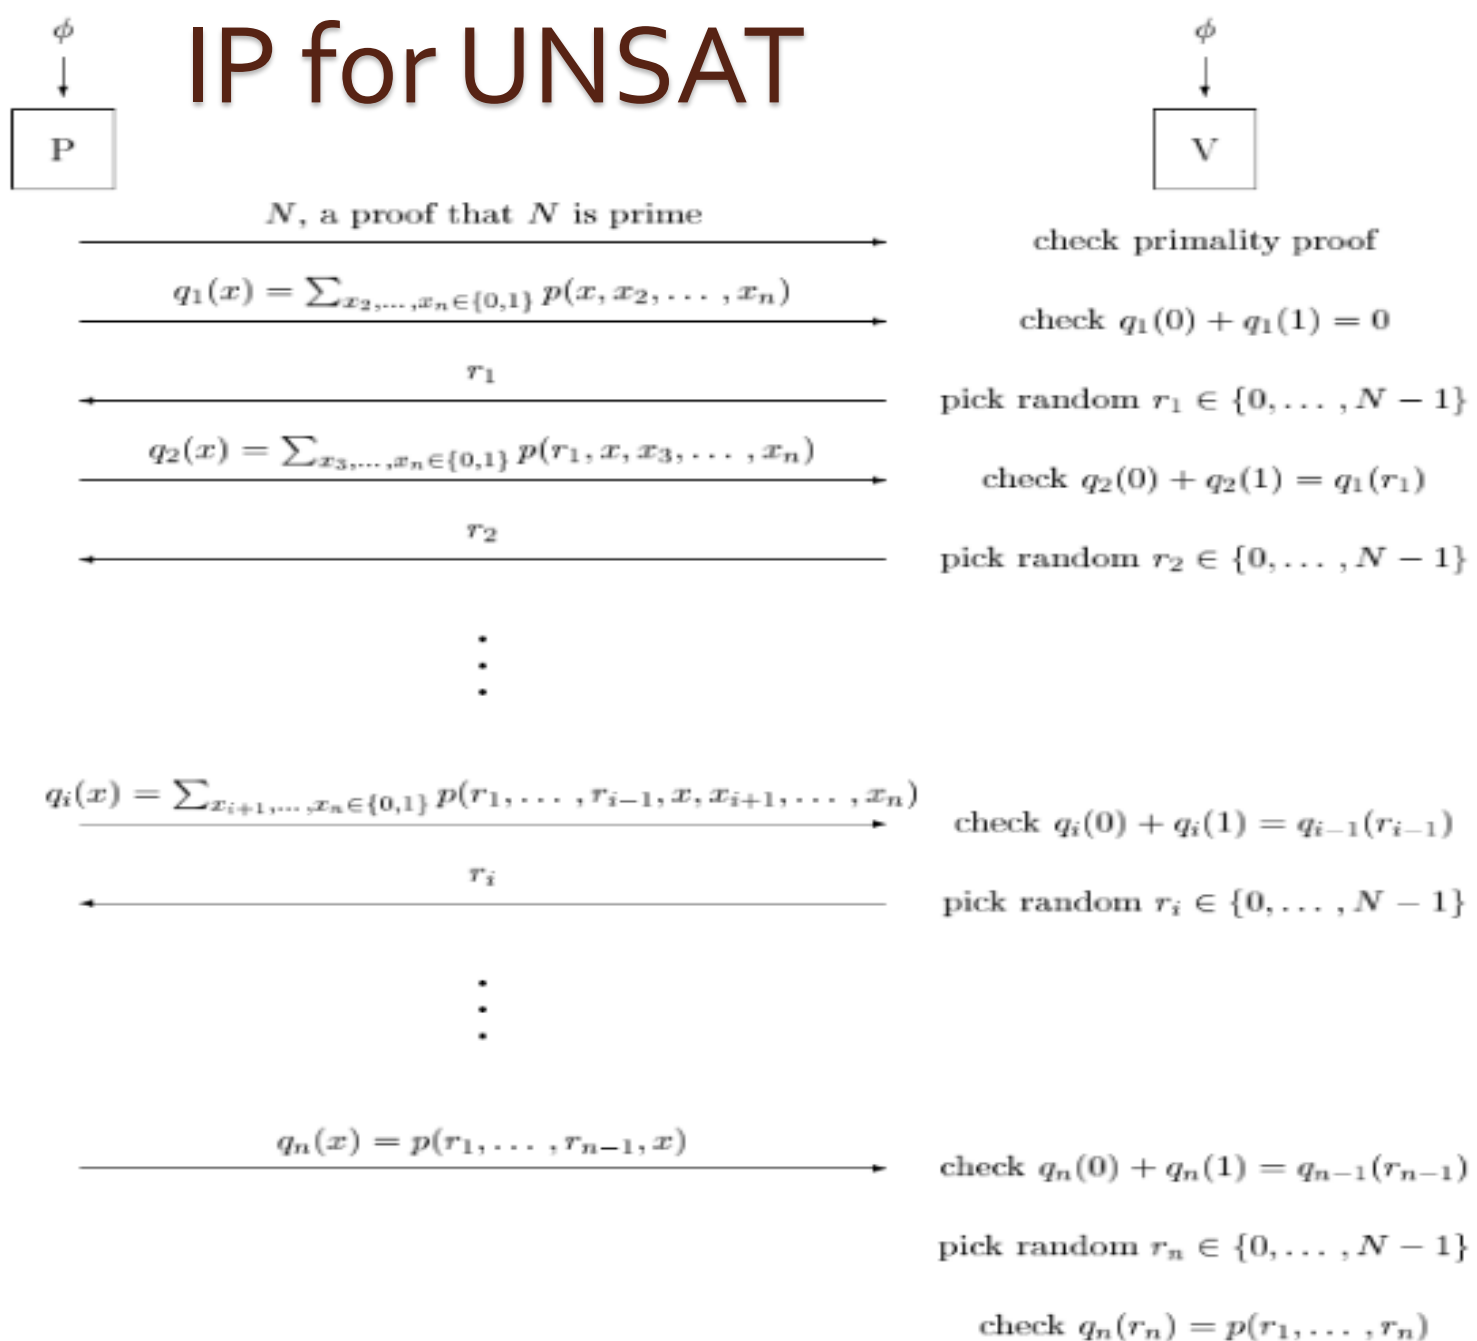 ϕ IP for UNSAT ϕ
P V
N, a proof that N is prime
check primality proof
q₁(x) = ∑_{x₂,...,xₙ∈{0,1}} p(x, x₂, . . . , xₙ)
check q₁(0) + q₁(1) = 0
r₁
pick random r₁ ∈ {0, . . . , N − 1}
q₂(x) = ∑_{x₃,...,xₙ∈{0,1}} p(r₁, x, x₃, . . . , xₙ)
check q₂(0) + q₂(1) = q₁(r₁)
r₂
pick random r₂ ∈ {0, . . . , N − 1}
⋮
qᵢ(x) = ∑_{xᵢ₊₁,...,xₙ∈{0,1}} p(r₁, . . . , rᵢ₋₁, x, xᵢ₊₁, . . . , xₙ)
check qᵢ(0) + qᵢ(1) = qᵢ₋₁(rᵢ₋₁)
rᵢ
pick random rᵢ ∈ {0, . . . , N − 1}
⋮
qₙ(x) = p(r₁, . . . , rₙ₋₁, x)
check qₙ(0) + qₙ(1) = qₙ₋₁(rₙ₋₁)
pick random rₙ ∈ {0, . . . , N − 1}
check qₙ(rₙ) = p(r₁, . . . , rₙ)